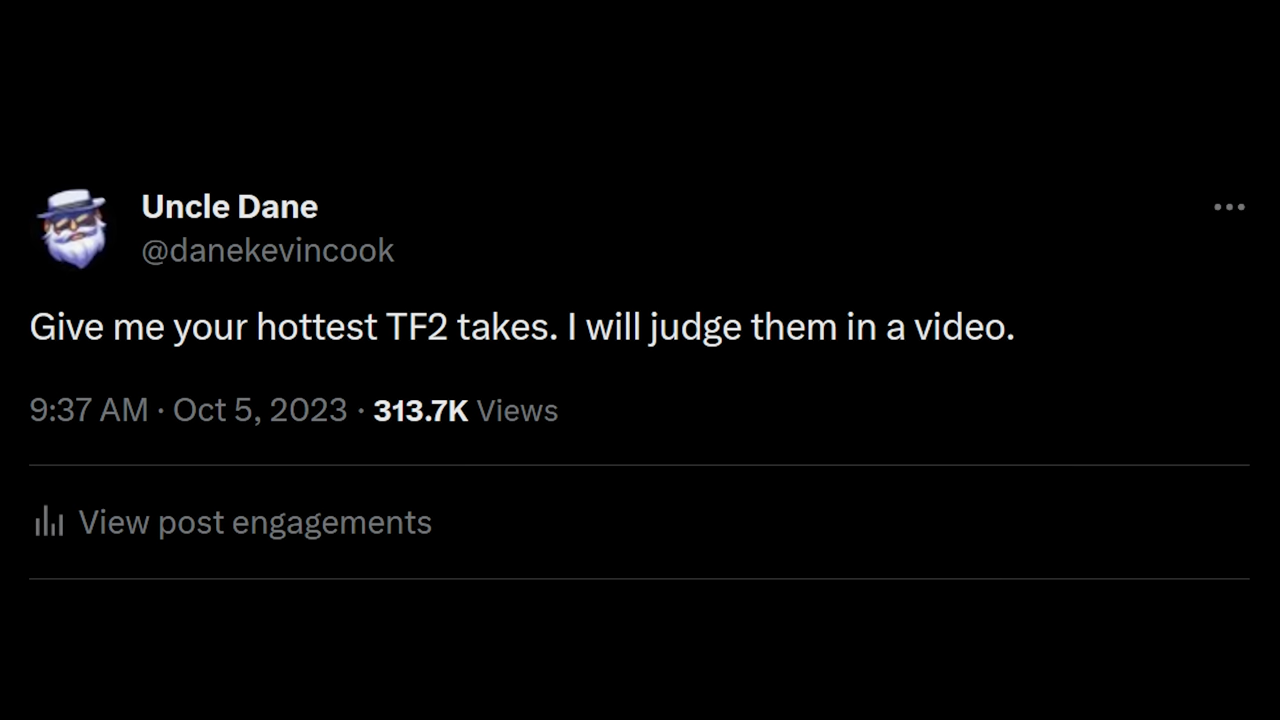 Uncle Dane
@danekevincook
Give me your hottest TF2 takes. I will judge them in a video.
9:37 AM · Oct 5, 2023 · 313.7K Views
View post engagements